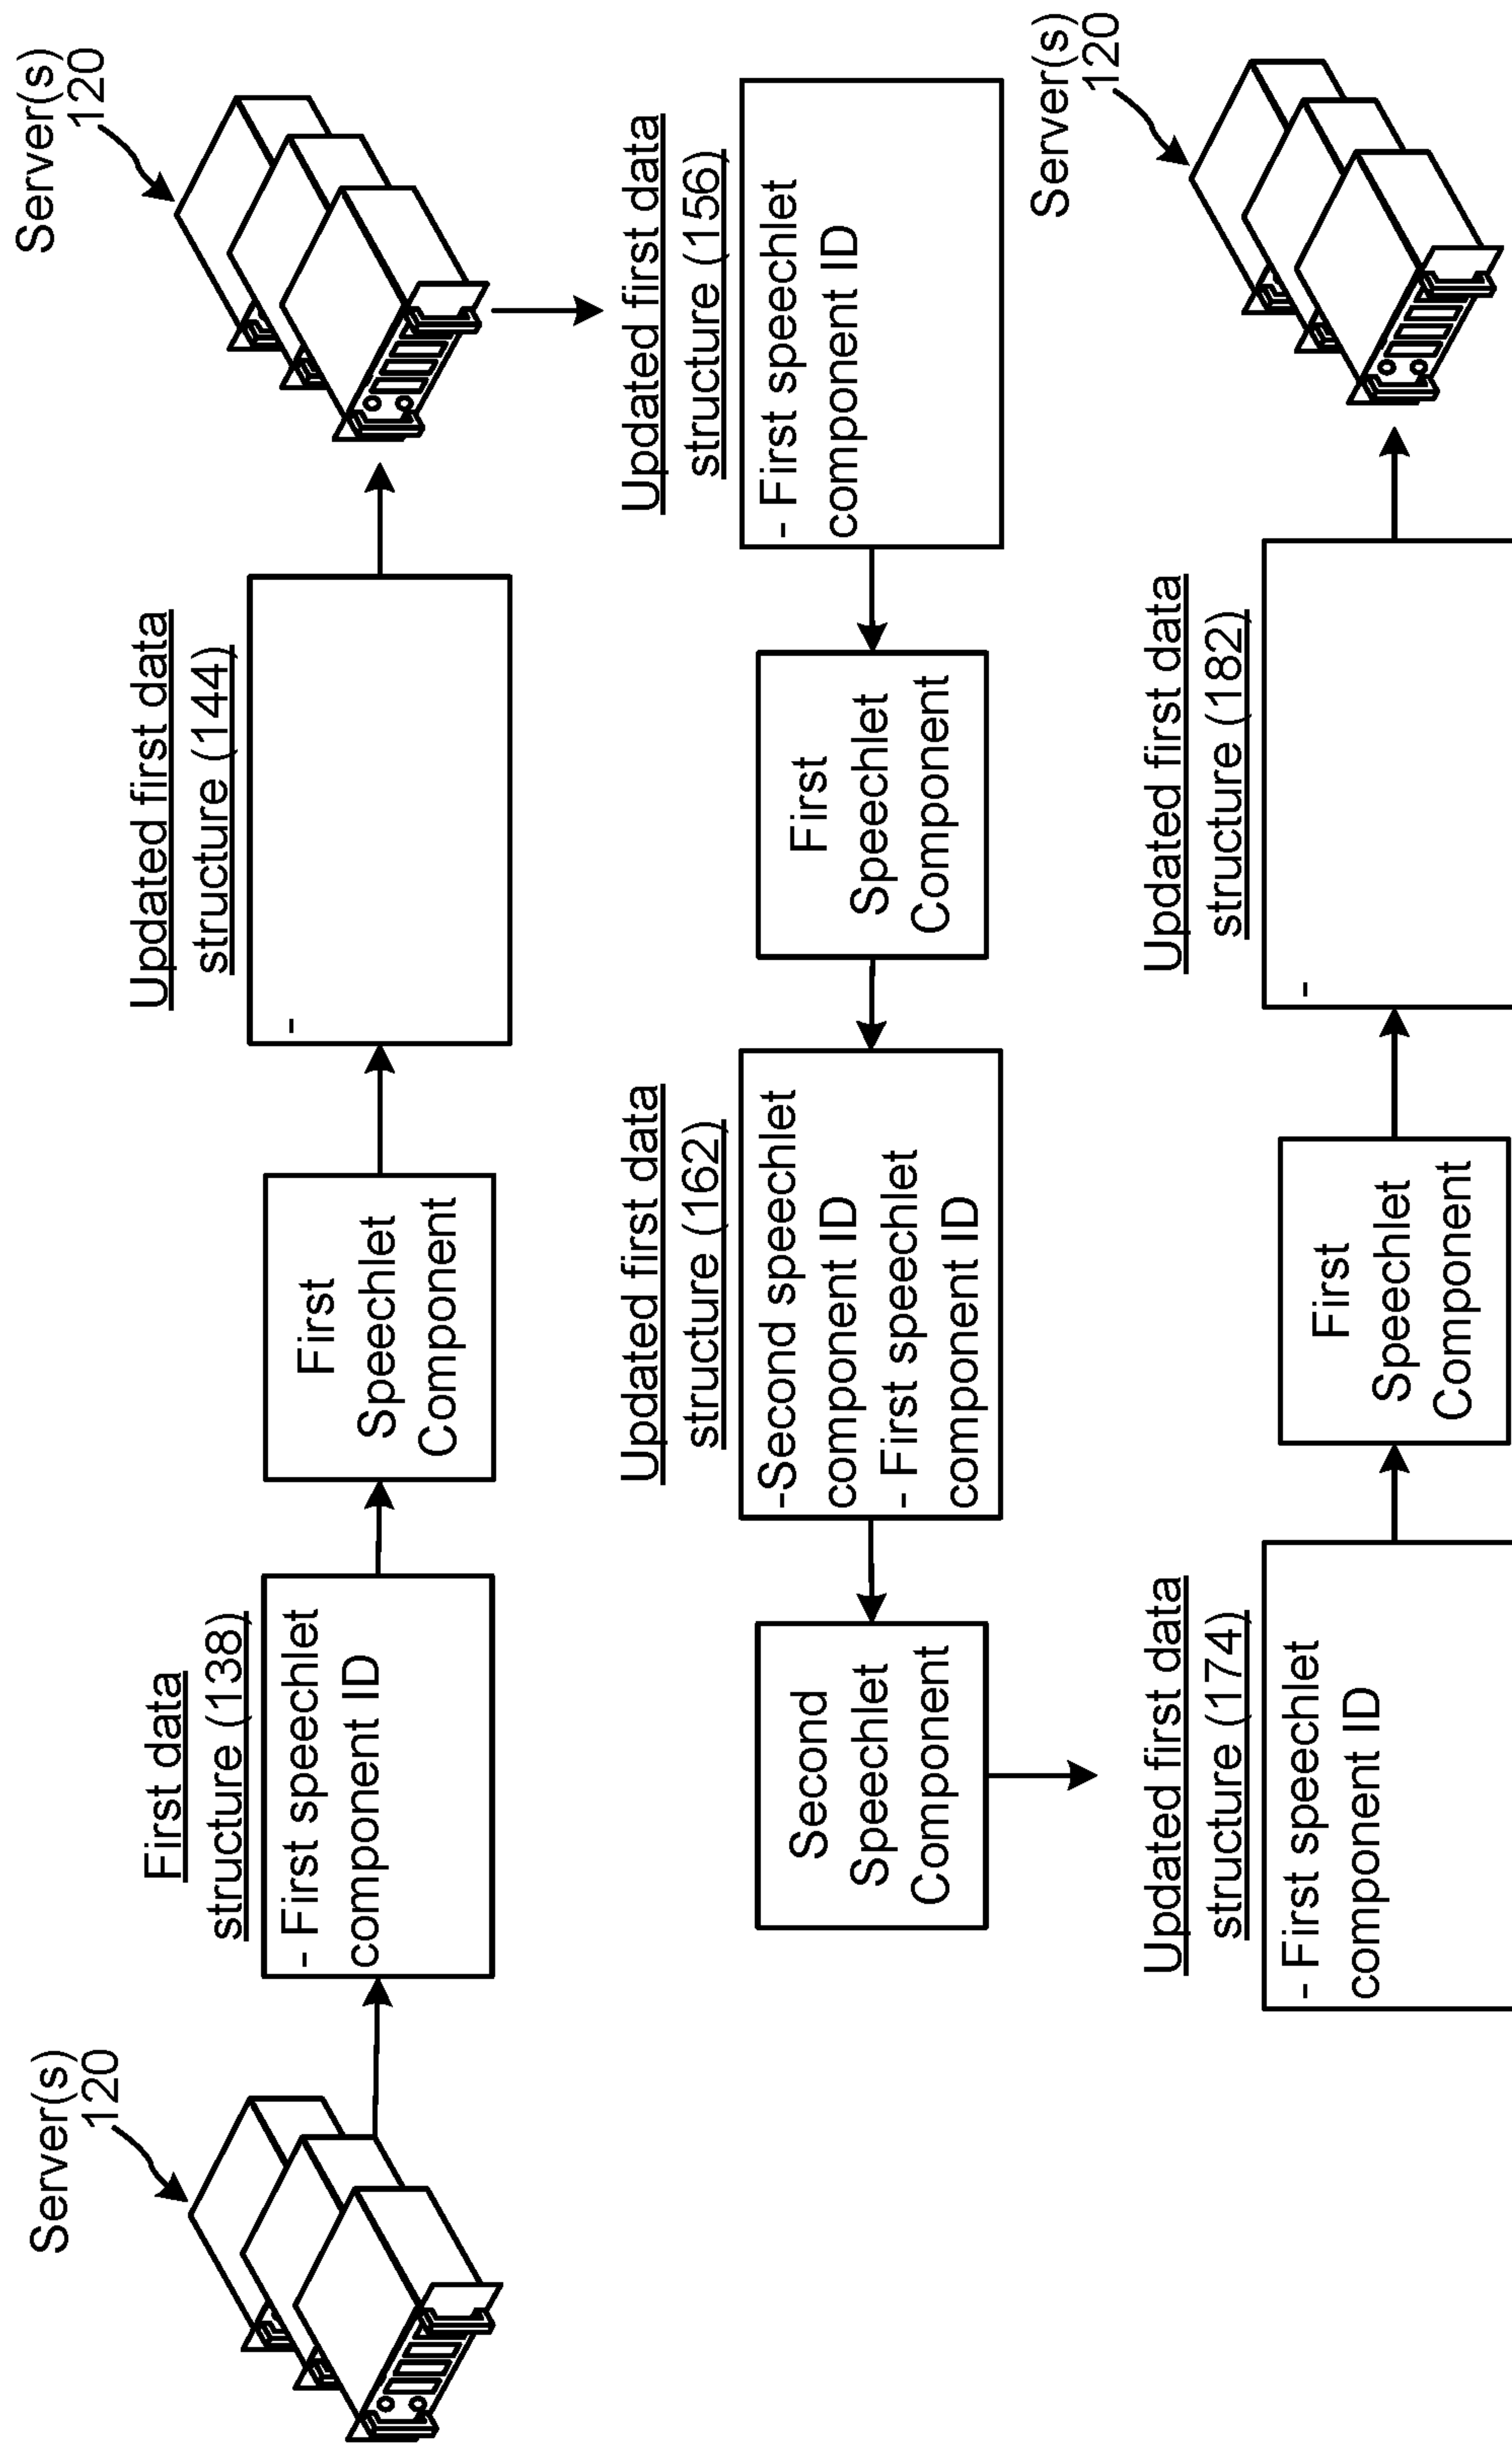 Server(s)
120
First data
structure (138)
- First speechlet
component ID
First
Speechlet
Component
Updated first data
structure (144)
-
Server(s)
120
Updated first data
structure (156)
- First speechlet
component ID
First
Speechlet
Component
Updated first data
structure (162)
-Second speechlet
component ID
- First speechlet
component ID
Second
Speechlet
Component
Updated first data
structure (174)
- First speechlet
component ID
First
Speechlet
Component
Updated first data
structure (182)
-
Server(s)
120